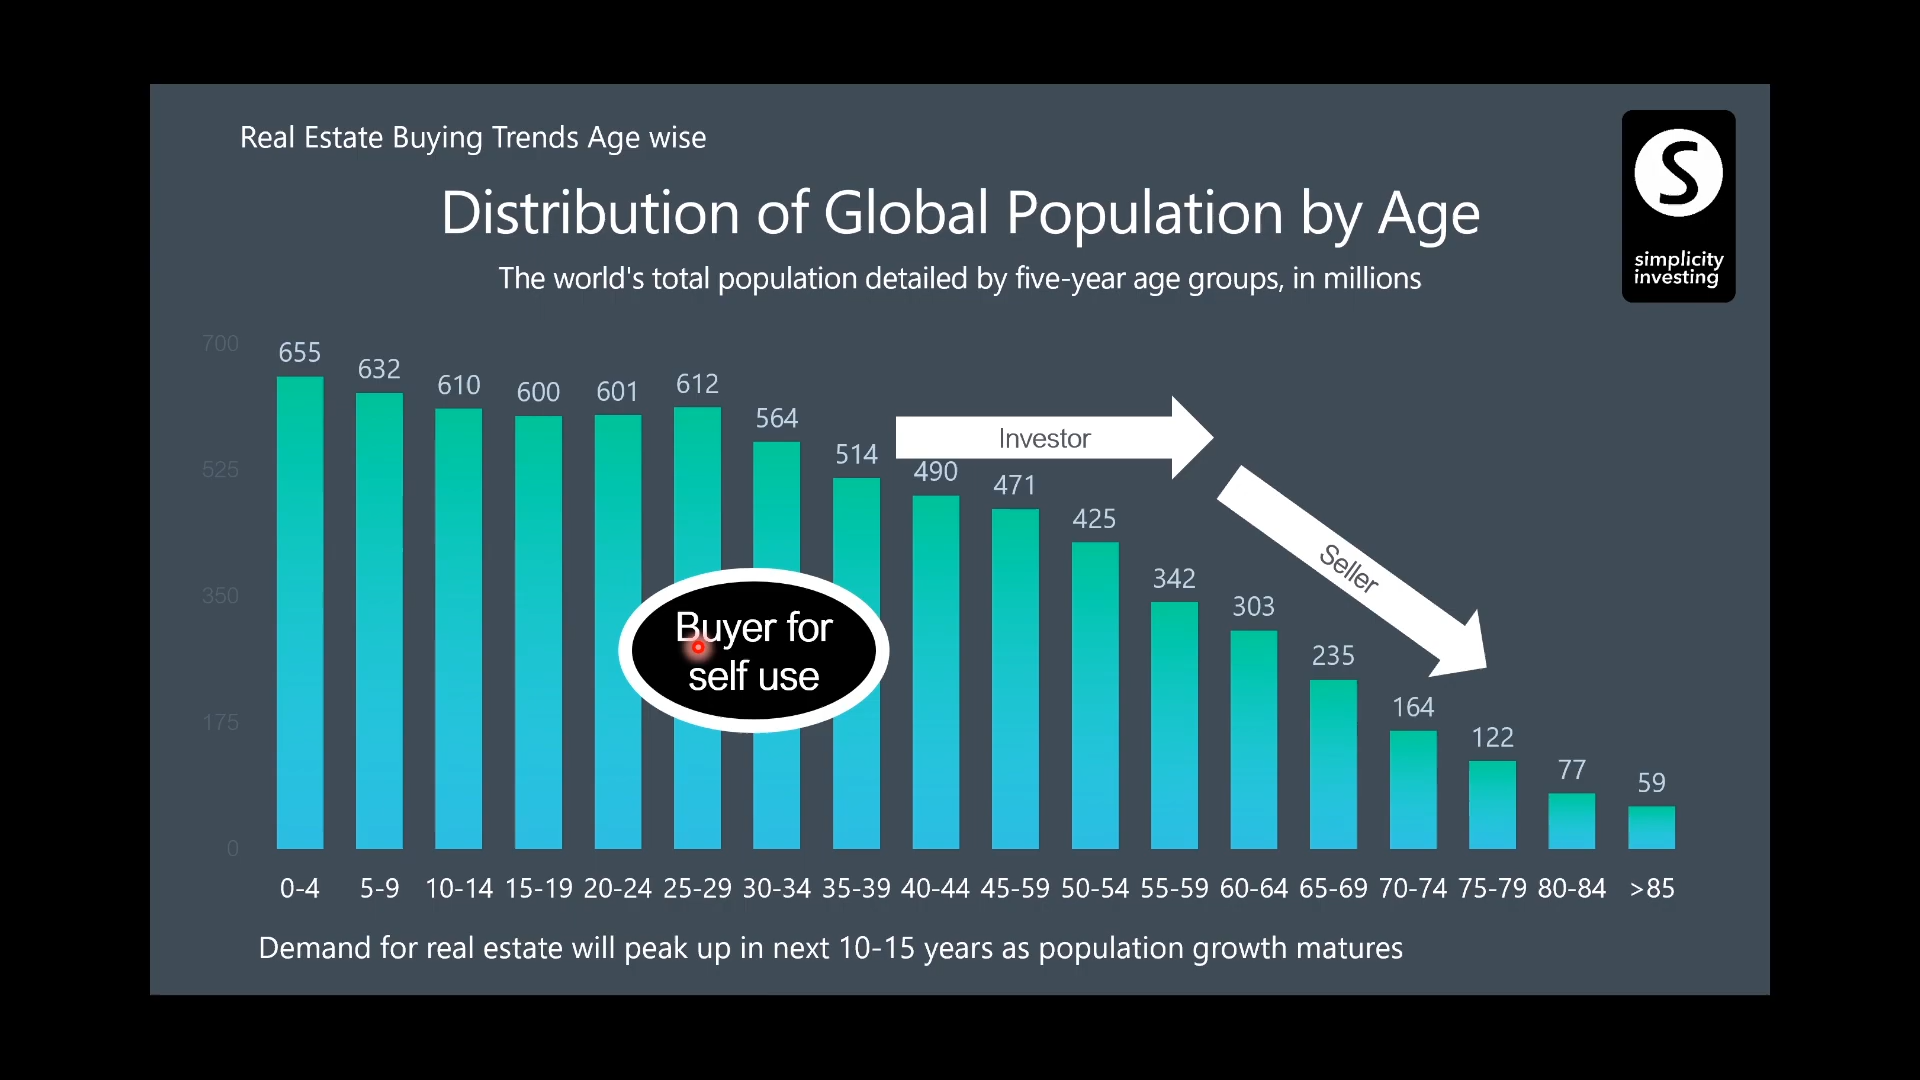 Real Estate Buying Trends Age wise
S
simplicity
investing
Distribution of Global Population by Age
The world's total population detailed by five-year age groups, in millions
700
525
350
175
0
655 632 610 600 601 612 564 514 490 471 425 342 303 235 164 122 77 59
Investor
Seller
Buyer for
self use
0-4 5-9 10-14 15-19 20-24 25-29 30-34 35-39 40-44 45-59 50-54 55-59 60-64 65-69 70-74 75-79 80-84 >85
Demand for real estate will peak up in next 10-15 years as population growth matures